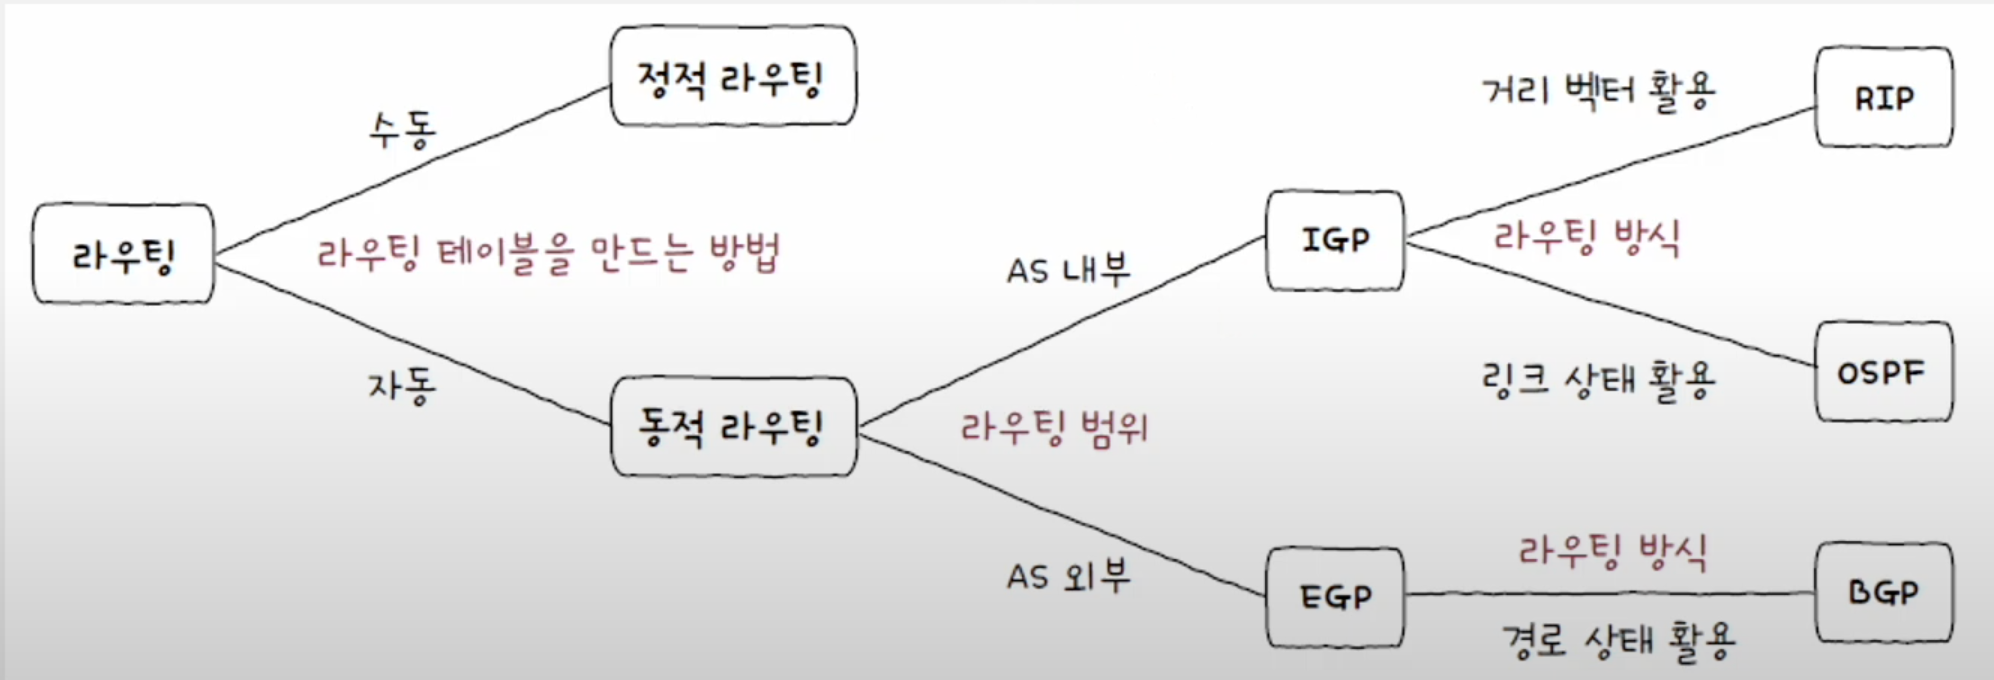 정적 라우팅
수동
라우팅
라우팅 테이블을 만드는 방법
자동
동적 라우팅
라우팅 범위
AS 내부
IGP
거리 벡터 활용
RIP
라우팅 방식
링크 상태 활용
OSPF
AS 외부
EGP
라우팅 방식
경로 상태 활용
BGP